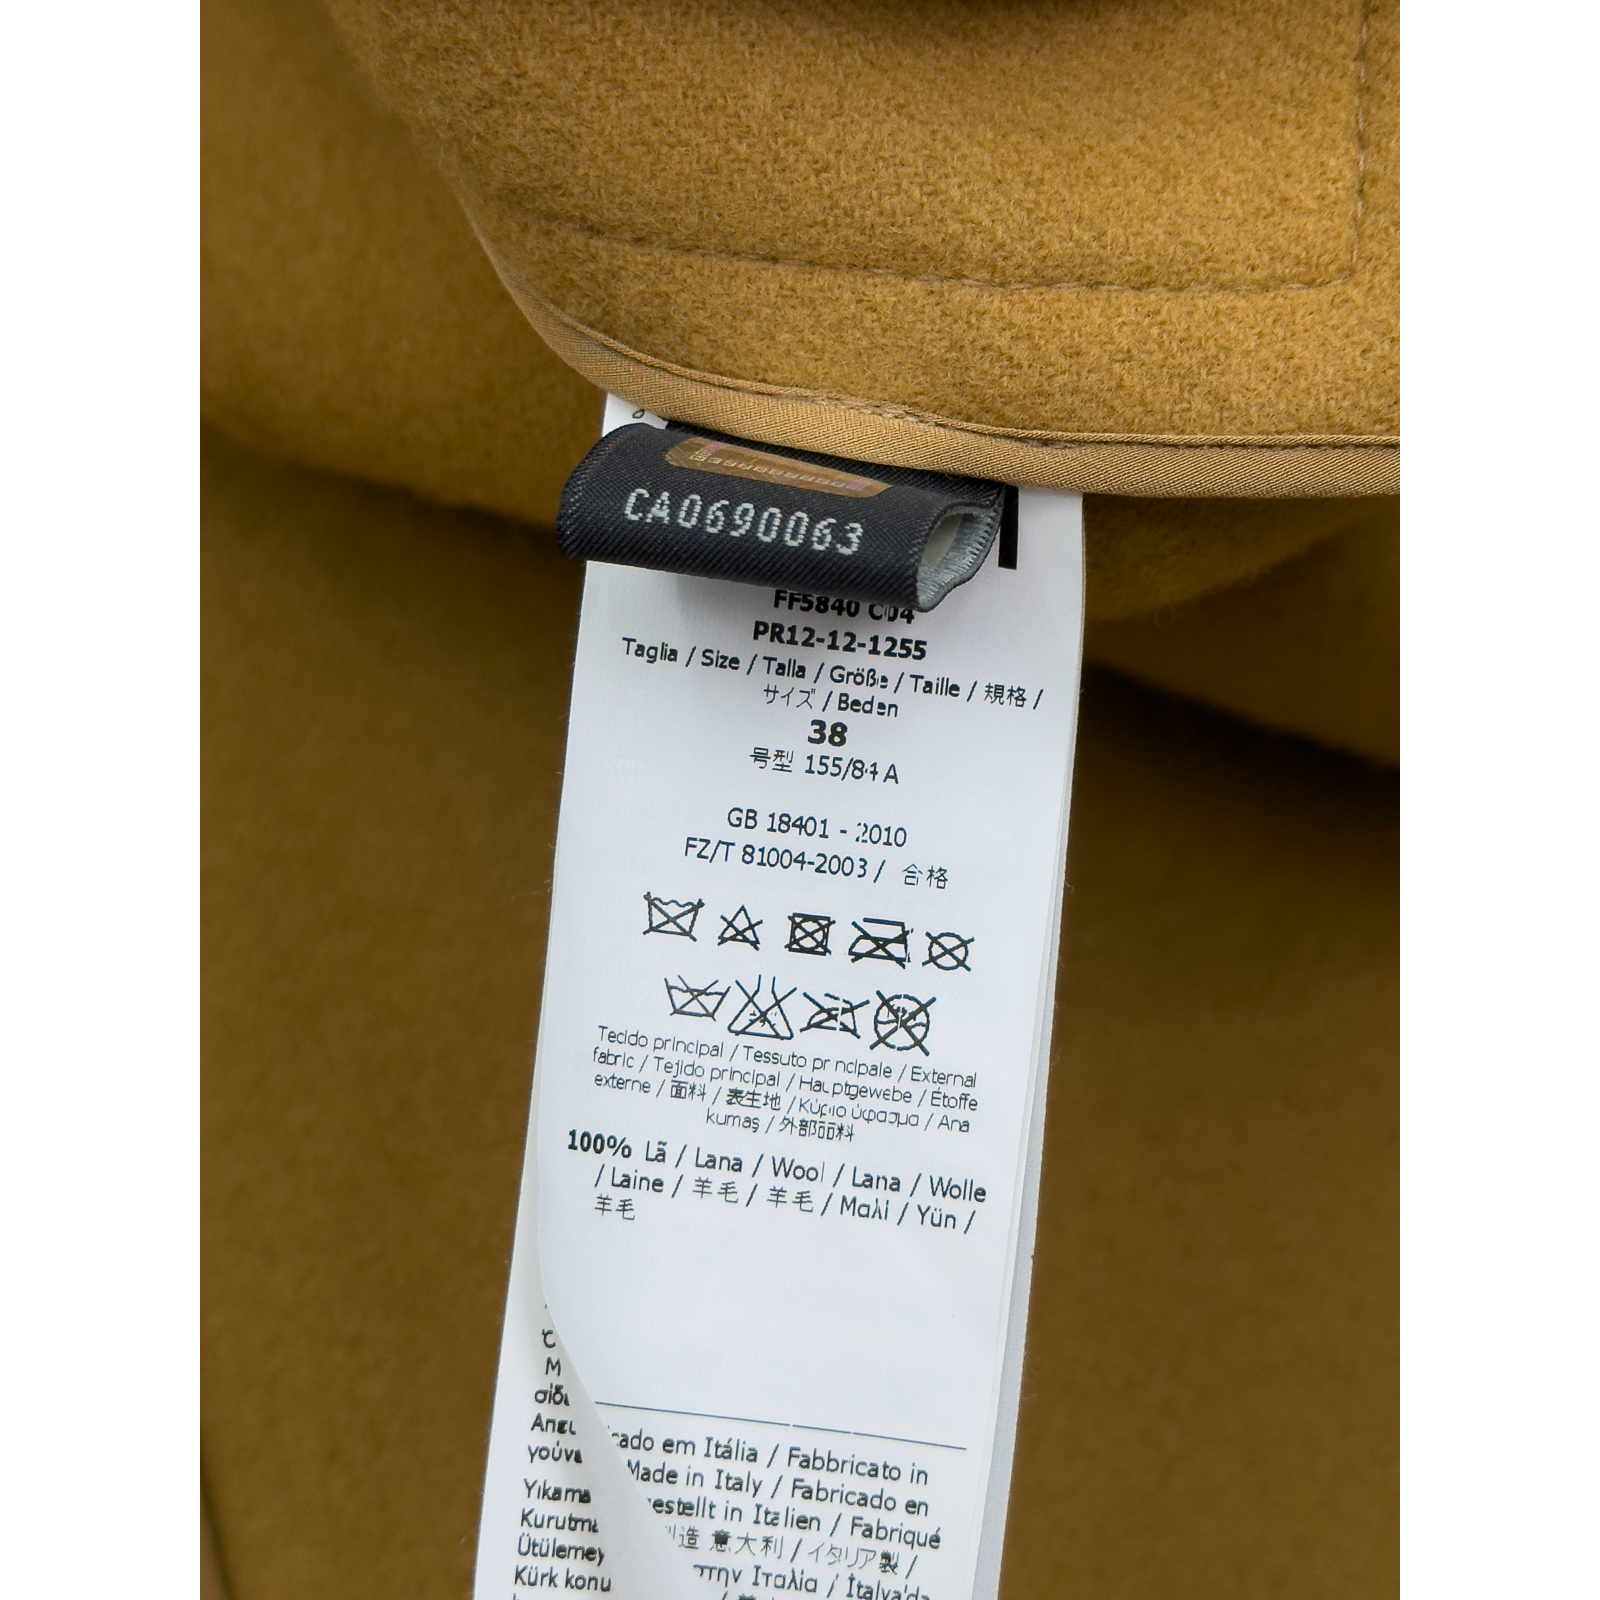 CA0690063
FF5840 C04
PR12-12-1255
Taglia / Size / Talla / Größe / Taille / 規格 /
サイズ / Beden
38
号型 155/84 A
GB 18401 - 2010
FZ/T 81004-2003 / 合格
Tecido principal / Tessuto principale / External
fabric / Tejido principal / Hauptgewebe / Étoffe
externe / 面料 / 表生地 / Κύριο ύφασμα / Ana
kumaş / 外部面料
100% Lã / Lana / Wool / Lana / Wolle
/ Laine / 羊毛 / 羊毛 / Μαλί / Yün /
羊毛
cado em Itália / Fabbricato in
Made in Italy / Fabricado en
estellt in Italien / Fabriqué
造 意大利 / イタリア製 /
την Ιταλία / İtalya'da
M
γούνα
Yıkama
Kurutma
Ütülemey
Kürk konu